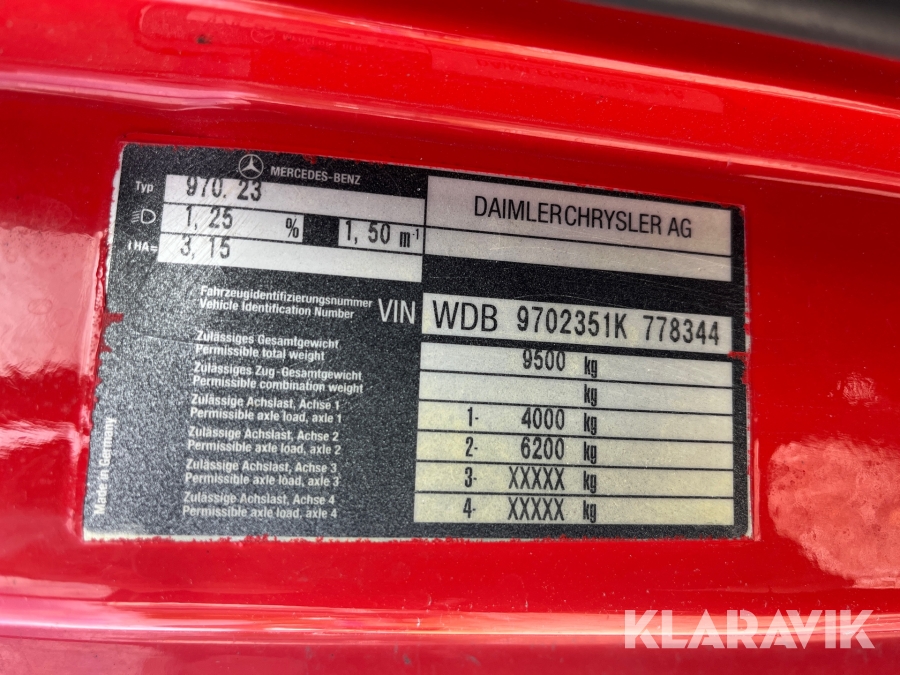 MERCEDES-BENZ
Typ 970. 23
1, 25 % 1, 50 m-1
HA= 3, 15
DAIMLERCHRYSLER AG
Fahrzeugidentifizierungsnummer
Vehicle Identification Number
VIN WDB 9702351K 778344
Zulässiges Gesamtgewicht
Permissible total weight
9500 kg
Zulässiges Zug-Gesamtgewicht
Permissible combination weight
kg
Zulässige Achslast, Achse 1
Permissible axle load, axle 1
1- 4000 kg
Zulässige Achslast, Achse 2
Permissible axle load, axle 2
2- 6200 kg
Zulässige Achslast, Achse 3
Permissible axle load, axle 3
3- XXXXX kg
Zulässige Achslast, Achse 4
Permissible axle load, axle 4
4- XXXXX kg
Made in Germany
KLARAVIK